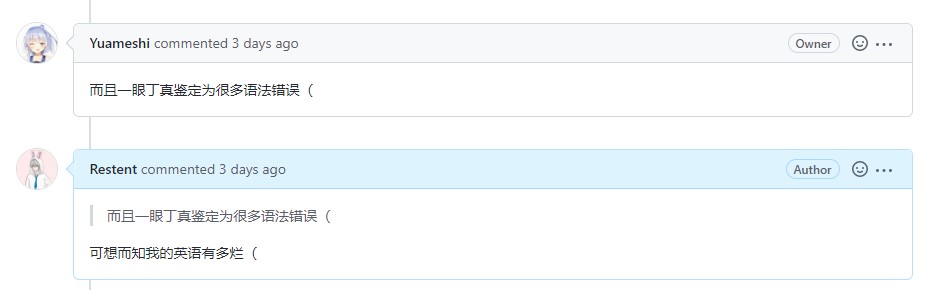 Yuameshi commented 3 days ago Owner
而且一眼丁真鉴定为很多语法错误（
Restent commented 3 days ago Author
而且一眼丁真鉴定为很多语法错误（
可想而知我的英语有多烂（